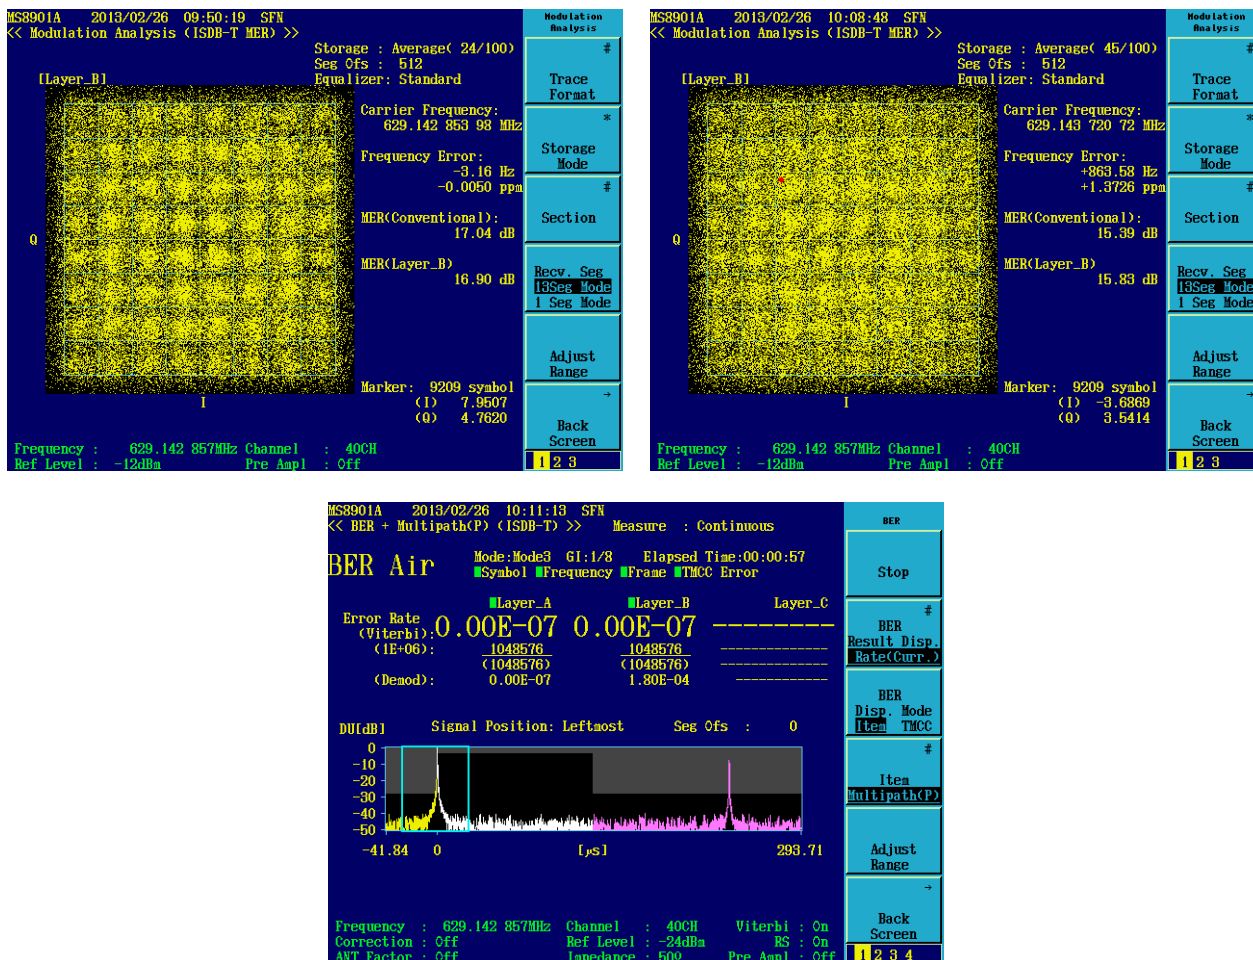 MS8901A 2013/02/26 09:50:19 SFN
<< Modulation Analysis (ISDB-T MER) >>
Storage : Average( 24/100)
Seg Ofs : 512
[Layer_B] Equalizer: Standard
Carrier Frequency:
629.142 853 98 MHz
Frequency Error:
-3.16 Hz
-0.0050 ppm
MER(Conventional):
17.04 dB
Q
MER(Layer_B)
16.90 dB
Marker: 9209 symbol
I (I) 7.9507
(Q) 4.7620
Frequency : 629.142 857MHz Channel : 40CH
Ref Level : -12dBm Pre Ampl : Off
Modulation
Analysis
#
Trace
Format
*
Storage
Mode
#
Section
Recv. Seg
13Seg Mode
1 Seg Mode
Adjust
Range
→
Back
Screen
1 2 3
MS8901A 2013/02/26 10:08:48 SFN
<< Modulation Analysis (ISDB-T MER) >>
Storage : Average( 45/100)
Seg Ofs : 512
[Layer_B] Equalizer: Standard
Carrier Frequency:
629.143 720 72 MHz
Frequency Error:
+863.58 Hz
+1.3726 ppm
MER(Conventional):
15.39 dB
Q
MER(Layer_B)
15.83 dB
Marker: 9209 symbol
I (I) -3.6869
(Q) 3.5414
Frequency : 629.142 857MHz Channel : 40CH
Ref Level : -12dBm Pre Ampl : Off
Modulation
Analysis
#
Trace
Format
*
Storage
Mode
#
Section
Recv. Seg
13Seg Mode
1 Seg Mode
Adjust
Range
→
Back
Screen
1 2 3
MS8901A 2013/02/26 10:11:13 SFN
<< BER + Multipath(P) (ISDB-T) >> Measure : Continuous
BER Air Mode:Mode3 GI:1/8 Elapsed Time:00:00:57
Symbol Frequency Frame TMCC Error
Layer_A Layer_B Layer_C
Error Rate
(Viterbi): 0.00E-07 0.00E-07 ---------
(1E+06): 1048576 1048576 --------------
(1048576) (1048576) --------------
(Demod): 0.00E-07 1.80E-04 ------------
DU[dB] Signal Position: Leftmost Seg Ofs : 0
0
-10
-20
-30
-40
-50
-41.84 0 [μS] 293.71
Frequency : 629.142 857MHz Channel : 40CH Viterbi : On
Correction : Off Ref Level : -24dBm RS : On
ANT Factor : Off Impedance : 50Ω Pre Ampl : Off
BER
Stop
#
BER
Result Disp.
Rate(Curr.)
BER
Disp. Mode
Item TMCC
#
Item
Multipath(P)
Adjust
Range
→
Back
Screen
1 2 3 4